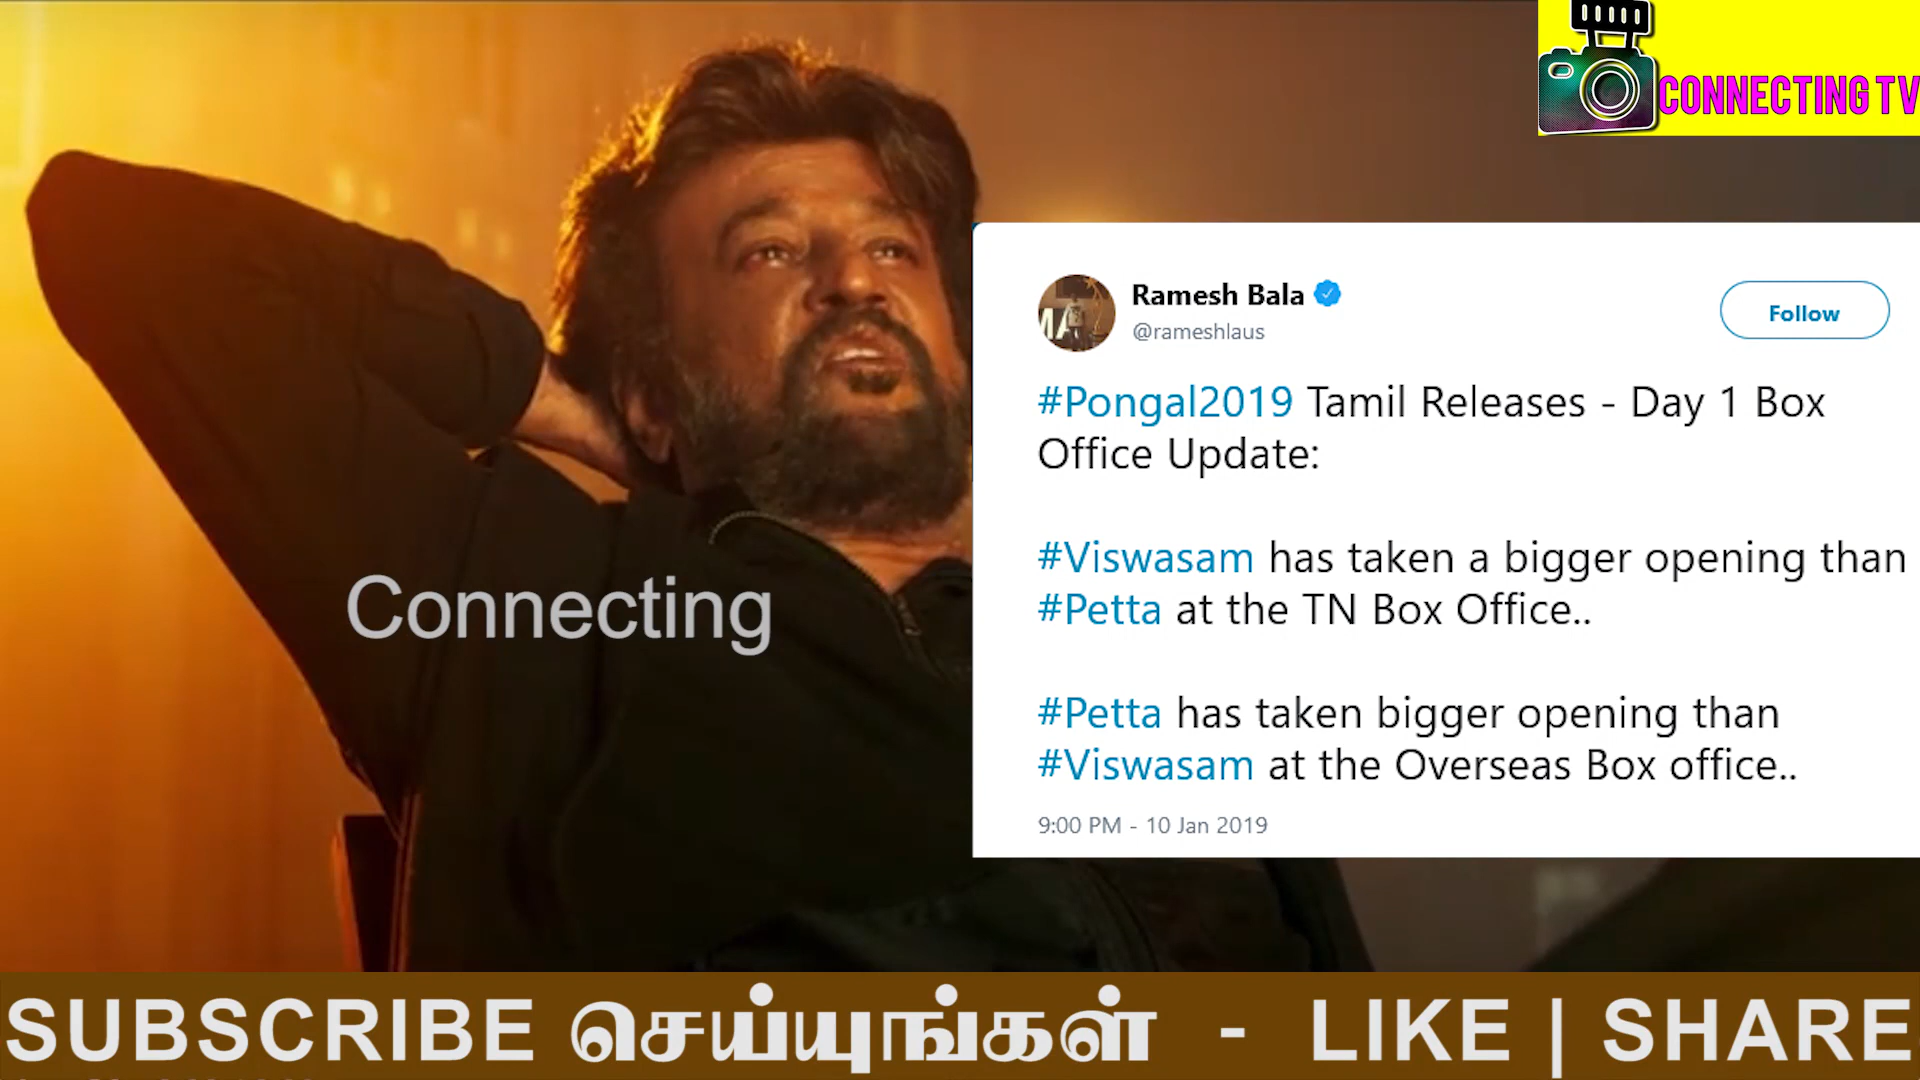 CONNECTING TV
Ramesh Bala
@rameshlaus
Follow
#Pongal2019 Tamil Releases - Day 1 Box
Office Update:
#Viswasam has taken a bigger opening than
#Petta at the TN Box Office..
#Petta has taken bigger opening than
#Viswasam at the Overseas Box office..
9:00 PM - 10 Jan 2019
Connecting
SUBSCRIBE செய்யுங்கள் - LIKE | SHARE